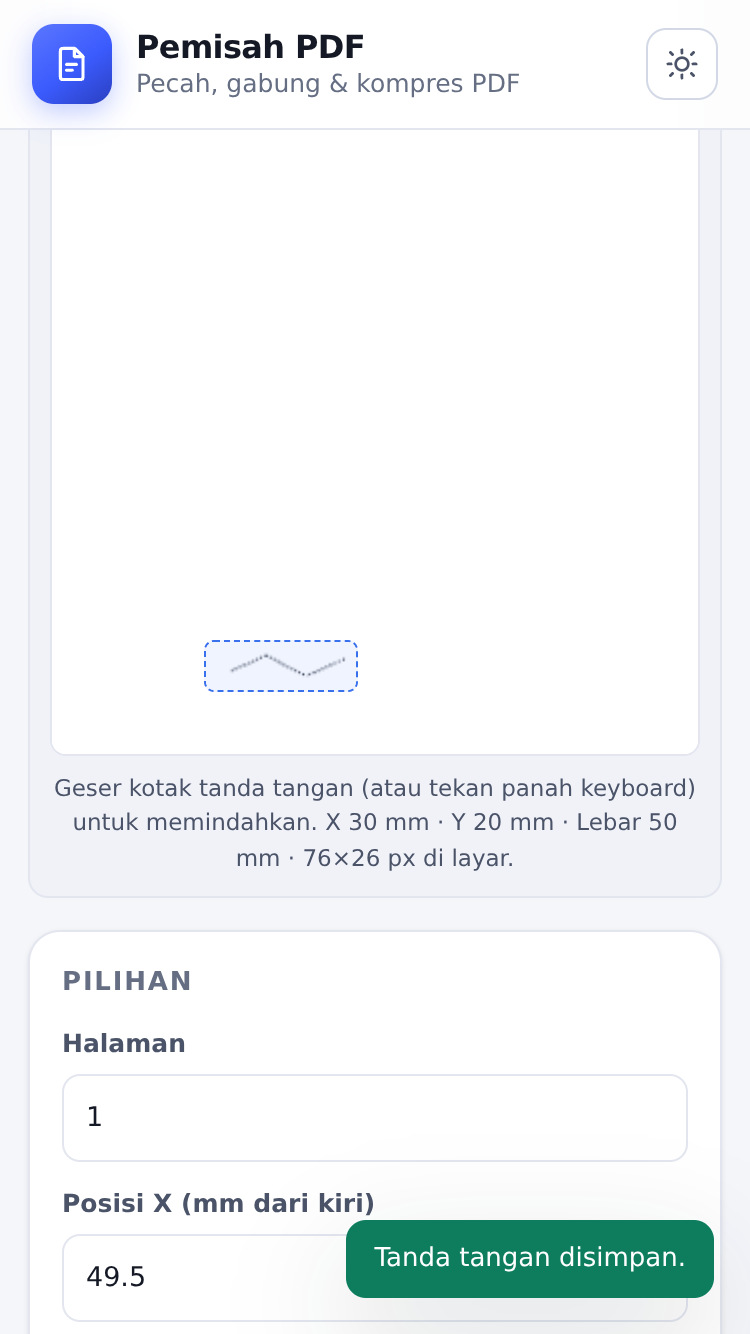 Pemisah PDF
Pecah, gabung & kompres PDF
Geser kotak tanda tangan (atau tekan panah keyboard)
untuk memindahkan. X 30 mm · Y 20 mm · Lebar 50
mm · 76×26 px di layar.
PILIHAN
Halaman
1
Posisi X (mm dari kiri)
49.5
Tanda tangan disimpan.